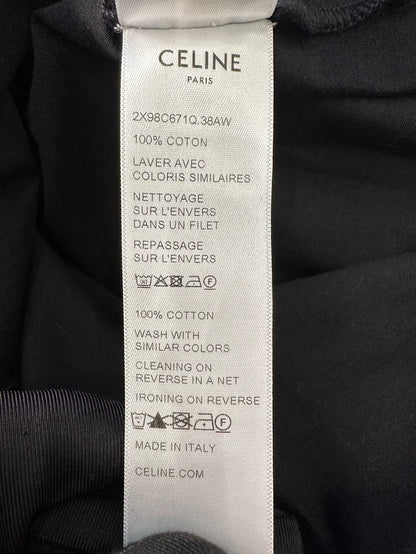 CELINE
PARIS
2X98C671Q.38AW
100% COTON
LAVER AVEC
COLORIS SIMILAIRES
NETTOYAGE
SUR L'ENVERS
DANS UN FILET
REPASSAGE
SUR L'ENVERS
30 F
100% COTTON
WASH WITH
SIMILAR COLORS
CLEANING ON
REVERSE IN A NET
IRONING ON REVERSE
F
MADE IN ITALY
CELINE.COM